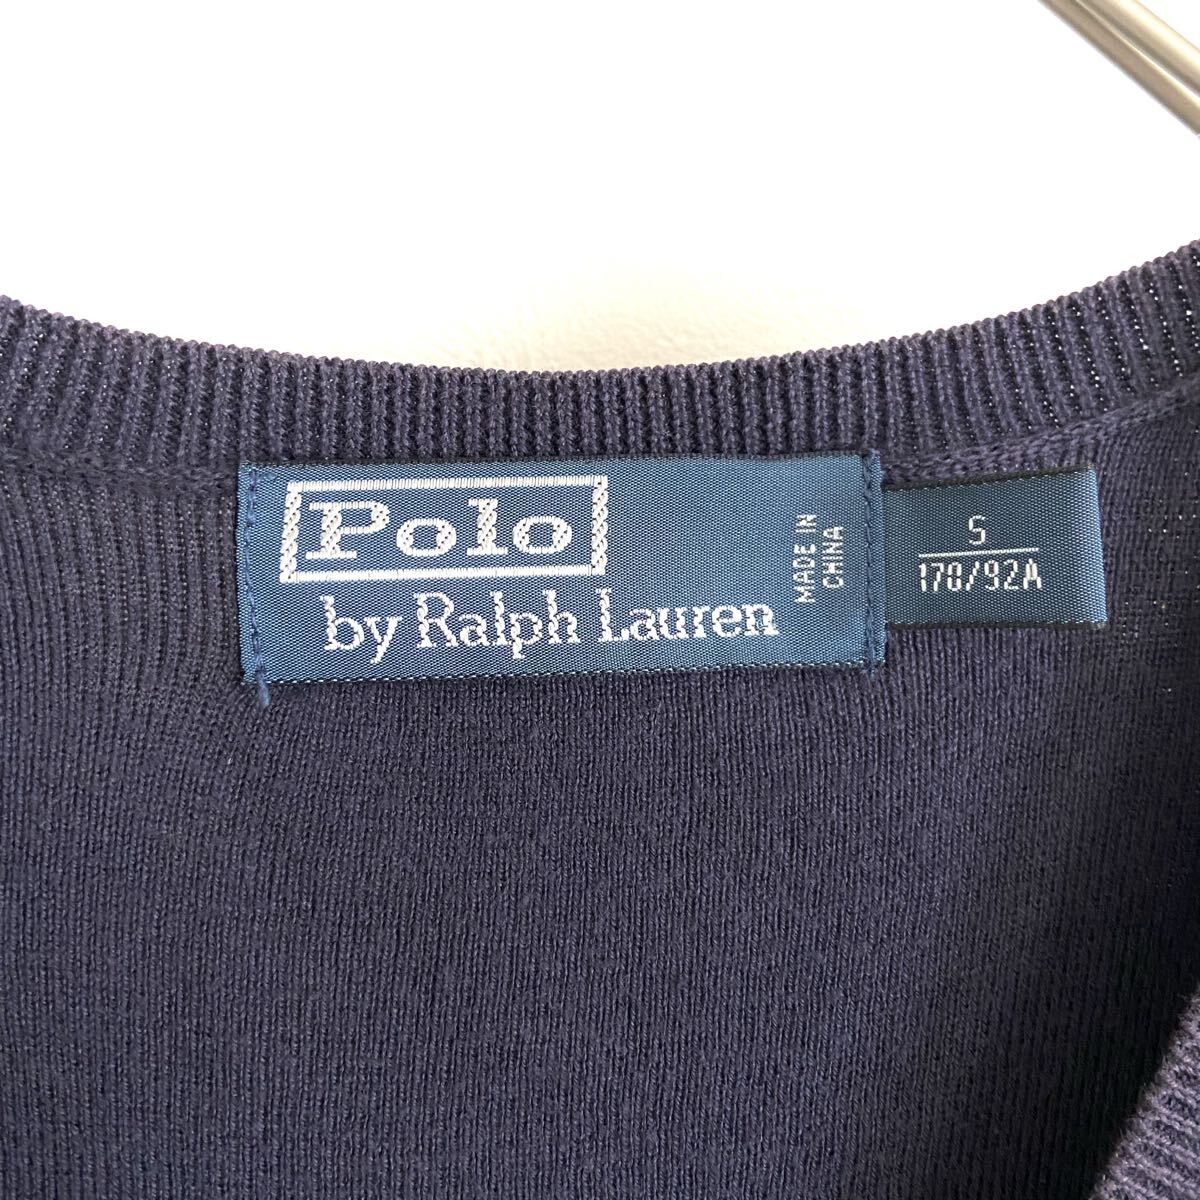 Polo
by Ralph Lauren
MADE IN
CHINA
S
170/92A